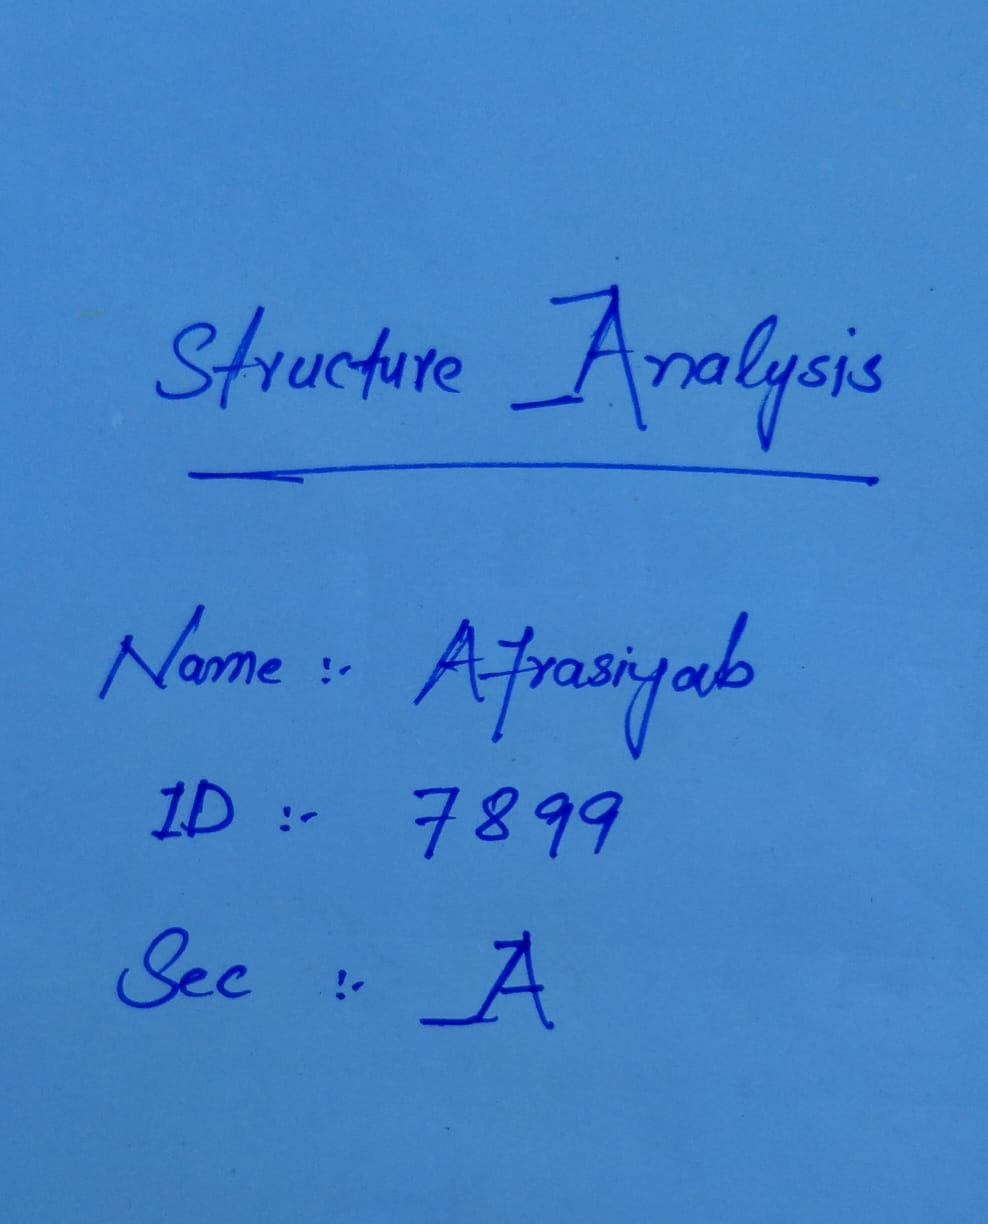 Structure Analysis
Name :- Afrasiyab
ID :- 7899
Sec :- A